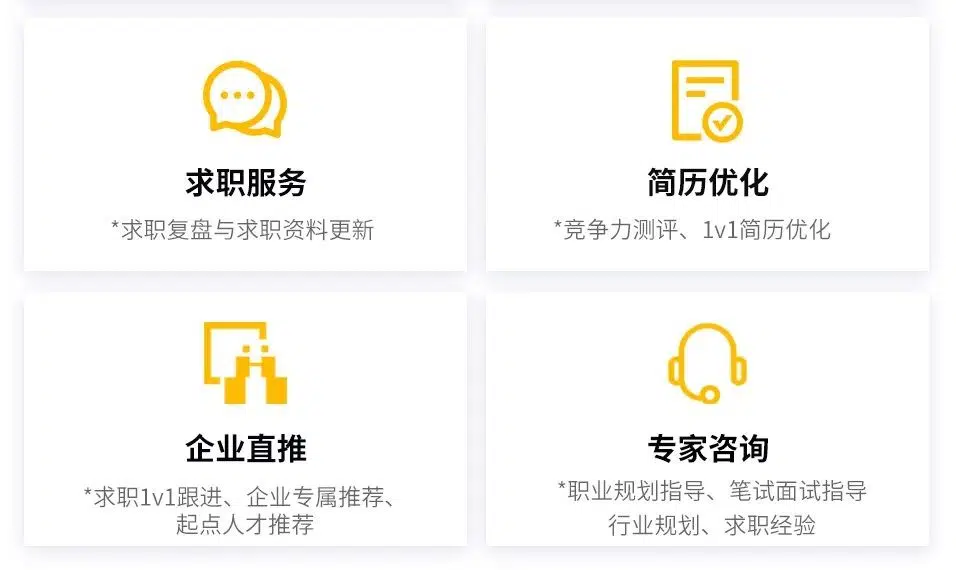 求职服务
*求职复盘与求职资料更新
简历优化
*竞争力测评、1v1简历优化
企业直推
*求职1v1跟进、企业专属推荐、
起点人才推荐
专家咨询
*职业规划指导、笔试面试指导
行业规划、求职经验